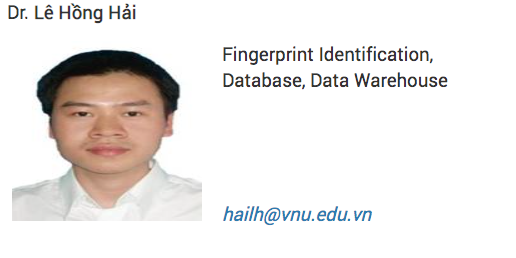 Dr. Lê Hồng Hải
Fingerprint Identification,
Database, Data Warehouse
hailh@vnu.edu.vn